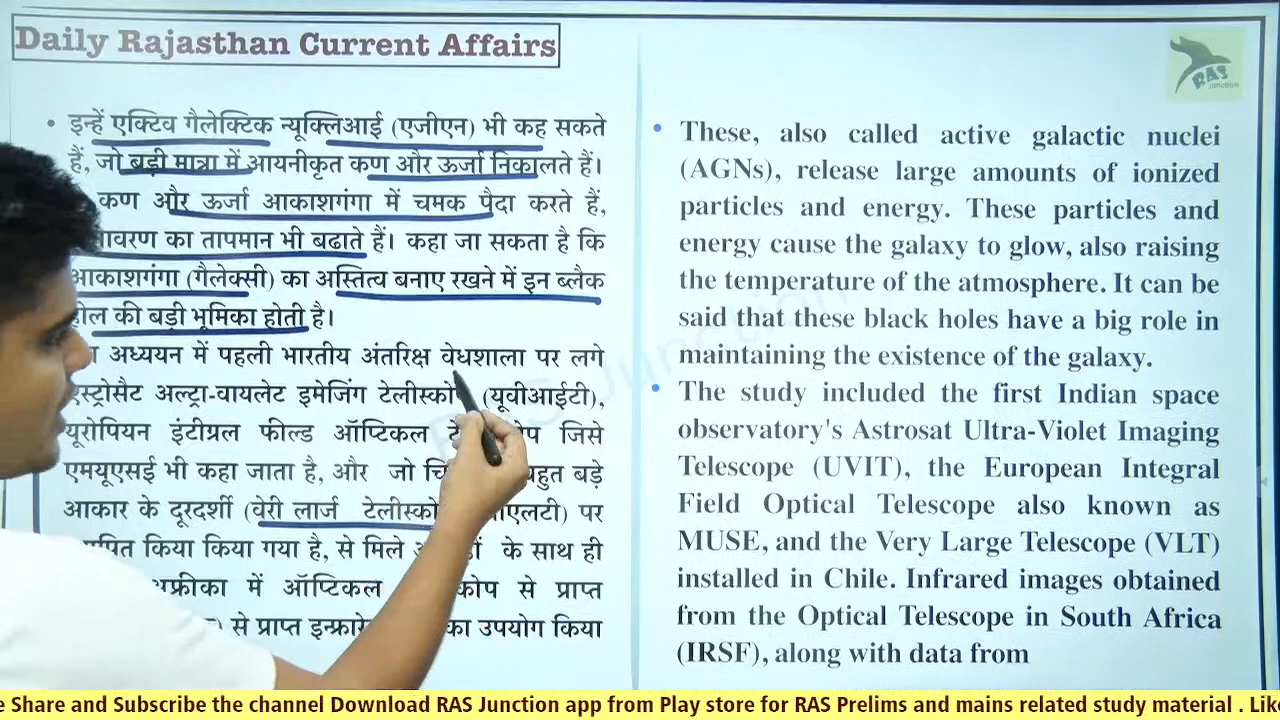 Daily Rajasthan Current Affairs
RAS
Junction
• इन्हें एक्टिव गैलेक्टिक न्यूक्लिआई (एजीएन) भी कह सकते
हैं, जो बड़ी मात्रा में आयनीकृत कण और ऊर्जा निकालते हैं।
कण और ऊर्जा आकाशगंगा में चमक पैदा करते हैं,
का तापमान भी बढाते हैं। कहा जा सकता है कि
आकाशगंगा (गैलेक्सी) का अस्तित्व बनाए रखने में इन ब्लैक
होल की बड़ी भूमिका होती है।
अध्ययन में पहली भारतीय अंतरिक्ष वेधशाला पर लगे
एस्ट्रोसैट अल्ट्रा-वायलेट इमेजिंग टेलीस्कोप (यूवीआईटी),
यूरोपियन इंटीग्रल फील्ड ऑप्टिकल जिसे
एमयूएसई भी कहा जाता है, और जो बहुत बड़े
आकार के दूरदर्शी (वेरी लार्ज टेलीस्कोप पर
किया किया गया है, से मिले के साथ ही
में ऑप्टिकल से प्राप्त
से प्राप्त का उपयोग किया
• These, also called active galactic nuclei
(AGNs), release large amounts of ionized
particles and energy. These particles and
energy cause the galaxy to glow, also raising
the temperature of the atmosphere. It can be
said that these black holes have a big role in
maintaining the existence of the galaxy.
• The study included the first Indian space
observatory's Astrosat Ultra-Violet Imaging
Telescope (UVIT), the European Integral
Field Optical Telescope also known as
MUSE, and the Very Large Telescope (VLT)
installed in Chile. Infrared images obtained
from the Optical Telescope in South Africa
(IRSF), along with data from
RAS Junction
Share and Subscribe the channel Download RAS Junction app from Play store for RAS Prelims and mains related study material . Like